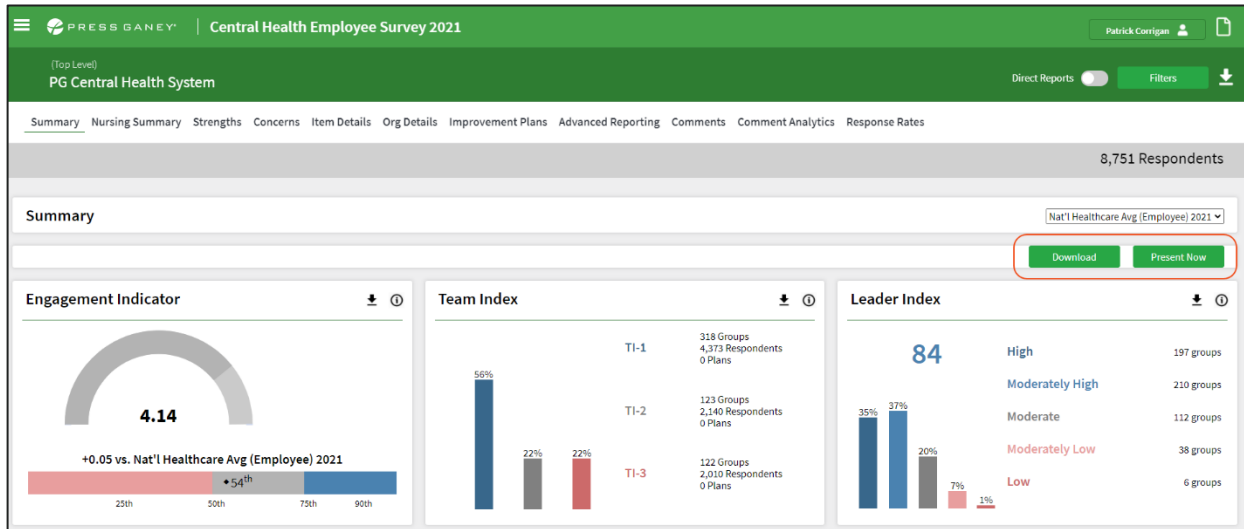 PRESS GANEY
Central Health Employee Survey 2021
Patrick Corrigan
(Top Level)
PG Central Health System
Direct Reports
Filters
Summary Nursing Summary Strengths Concerns Item Details Org Details Improvement Plans Advanced Reporting Comments Comment Analytics Response Rates
8,751 Respondents
Summary
Nat'l Healthcare Avg (Employee) 2021
Download
Present Now
Engagement Indicator
4.14
+0.05 vs. Nat'l Healthcare Avg (Employee) 2021
54th
25th 50th 75th 90th
Team Index
56%
22%
22%
TI-1
318 Groups
4,373 Respondents
0 Plans
TI-2
123 Groups
2,140 Respondents
0 Plans
TI-3
122 Groups
2,010 Respondents
0 Plans
Leader Index
84
35%
37%
20%
7%
1%
High 197 groups
Moderately High 210 groups
Moderate 112 groups
Moderately Low 38 groups
Low 6 groups